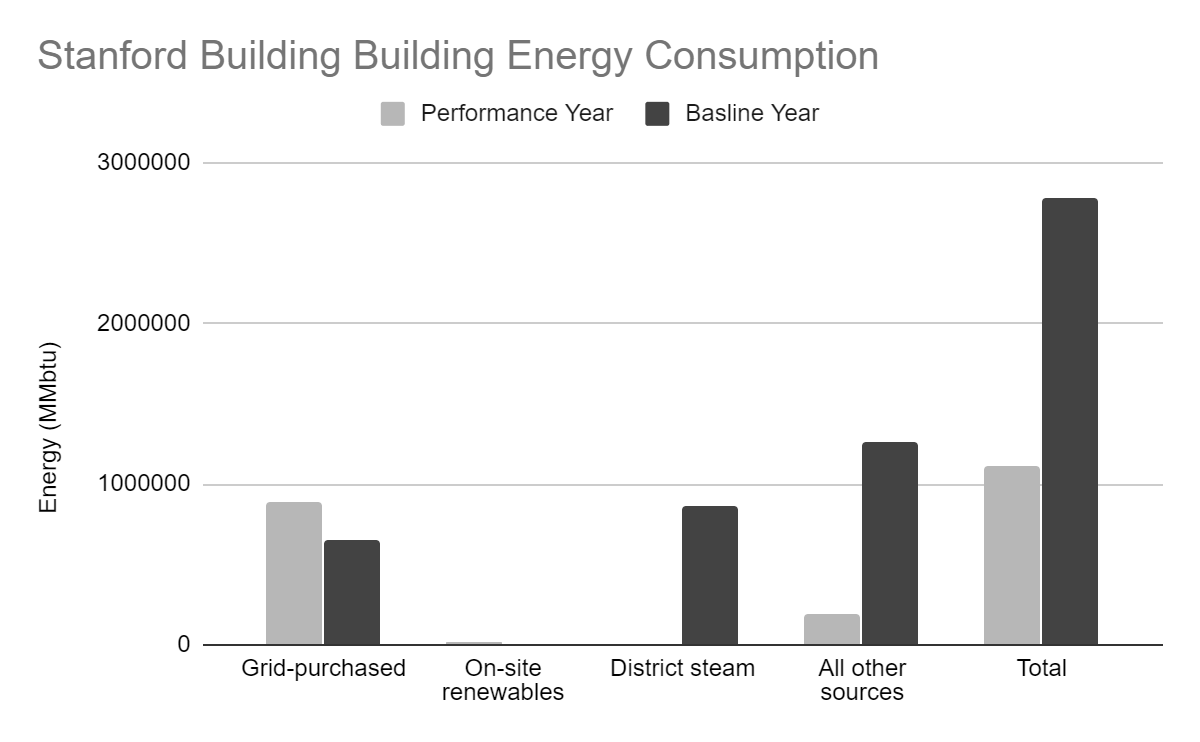 Stanford Building Building Energy Consumption
Performance Year
Basline Year
3000000
2000000
1000000
0
Energy (MMbtu)
Grid-purchased
On-site
renewables
District steam
All other
sources
Total